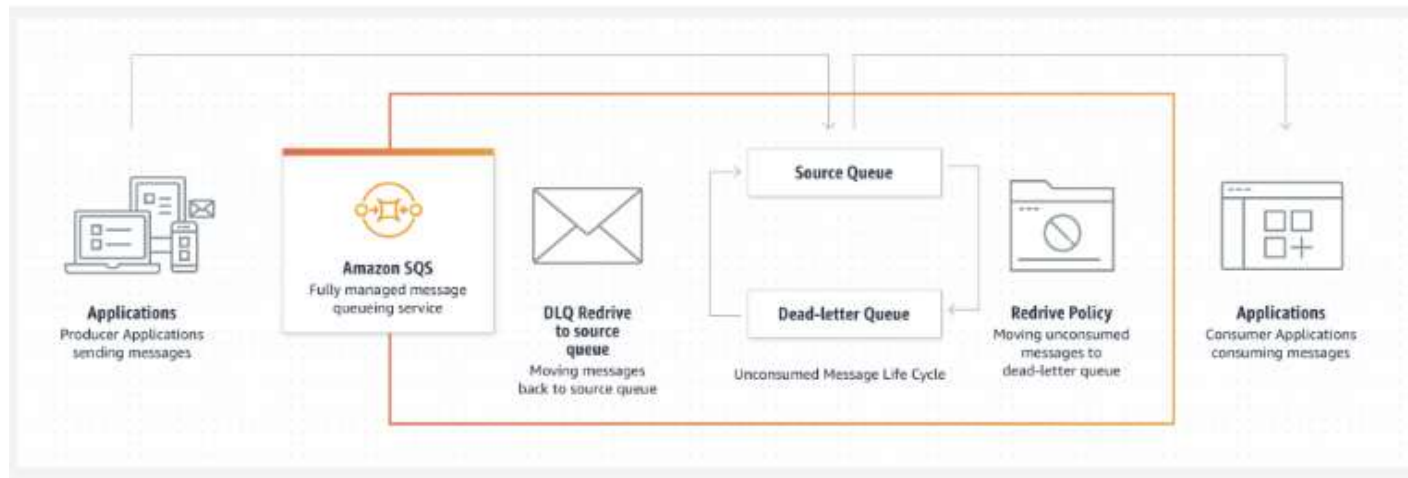 Applications
Producer Applications
sending messages
Amazon SQS
Fully managed message
queueing service
DLQ Redrive
to source
queue
Moving messages
back to source queue
Source Queue
Dead-letter Queue
Unconsumed Message Life Cycle
Redrive Policy
Moving unconsumed
messages to
dead-letter queue
Applications
Consumer Applications
consuming messages